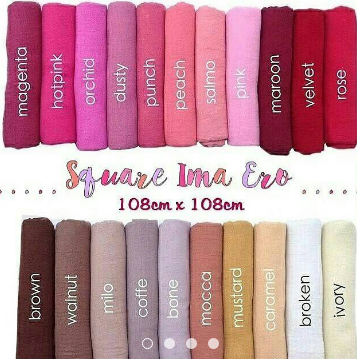 magenta
hotpink
orchid
dusty
punch
peach
salmo
pink
maroon
velvet
rose
Square Ima Ero
108cm x 108cm
brown
walnut
milo
coffe
bone
mocca
mustard
caramel
broken
ivory